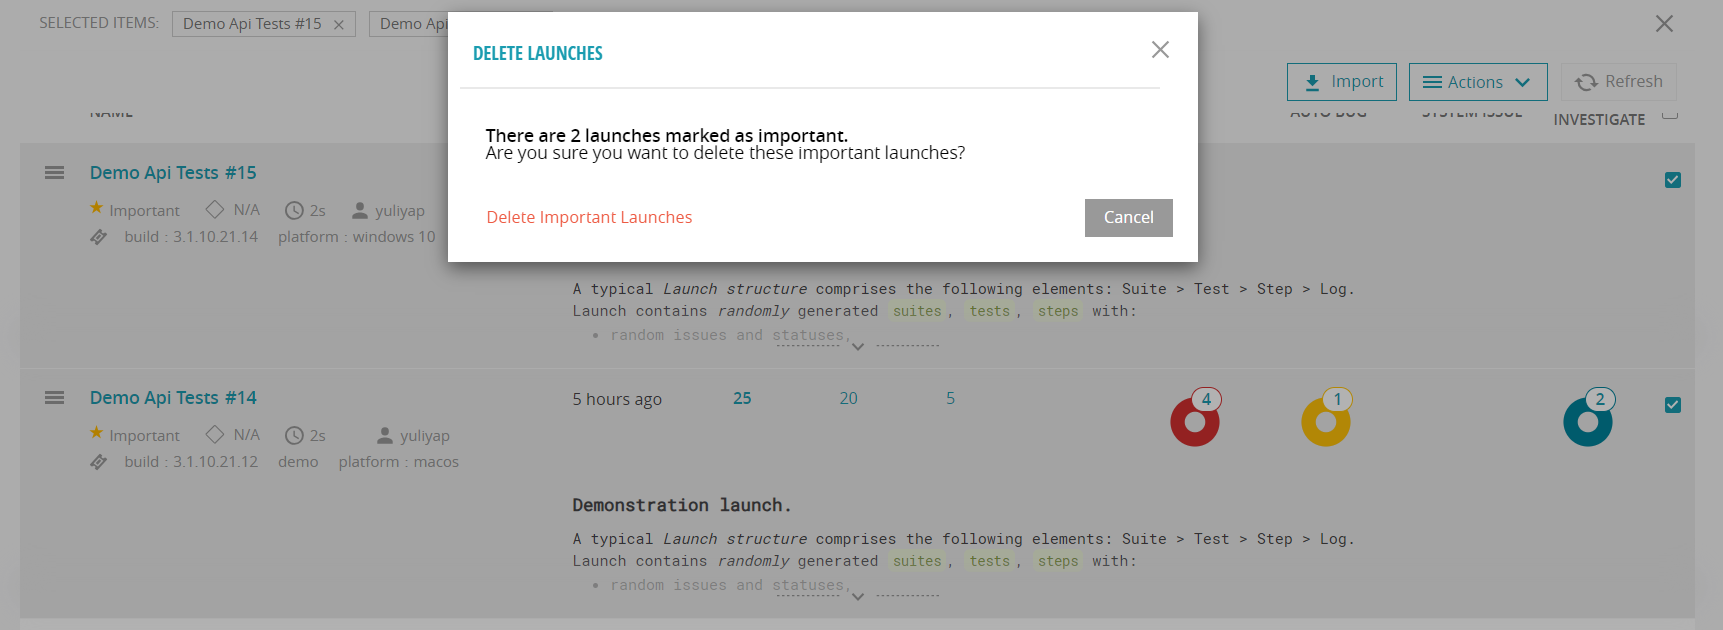 SELECTED ITEMS: Demo Api Tests #15 Demo Api
DELETE LAUNCHES
Import Actions Refresh
There are 2 launches marked as important.
Are you sure you want to delete these important launches?
Delete Important Launches Cancel
NAME AUTO BUG SYSTEM ISSUE INVESTIGATE
Demo Api Tests #15
Important N/A 2s yuliyap
build : 3.1.10.21.14 platform : windows 10
A typical Launch structure comprises the following elements: Suite > Test > Step > Log.
Launch contains randomly generated suites, tests, steps with:
• random issues and statuses,
Demo Api Tests #14 5 hours ago 25 20 5 4 1 2
Important N/A 2s yuliyap
build : 3.1.10.21.12 demo platform : macos
Demonstration launch.
A typical Launch structure comprises the following elements: Suite > Test > Step > Log.
Launch contains randomly generated suites, tests, steps with:
• random issues and statuses,